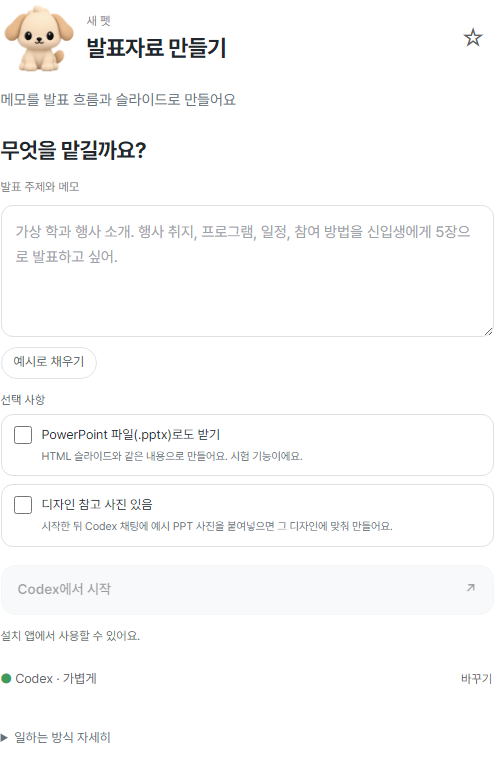 새 펫
발표자료 만들기
메모를 발표 흐름과 슬라이드로 만들어요
무엇을 맡길까요?
발표 주제와 메모
가상 학과 행사 소개. 행사 취지, 프로그램, 일정, 참여 방법을 신입생에게 5장으
로 발표하고 싶어.
예시로 채우기
선택 사항
PowerPoint 파일(.pptx)로도 받기
HTML 슬라이드와 같은 내용으로 만들어요. 시험 기능이에요.
디자인 참고 사진 있음
시작한 뒤 Codex 채팅에 예시 PPT 사진을 붙여넣으면 그 디자인에 맞춰 만들어요.
Codex에서 시작
설치 앱에서 사용할 수 있어요.
Codex · 가볍게
바꾸기
일하는 방식 자세히